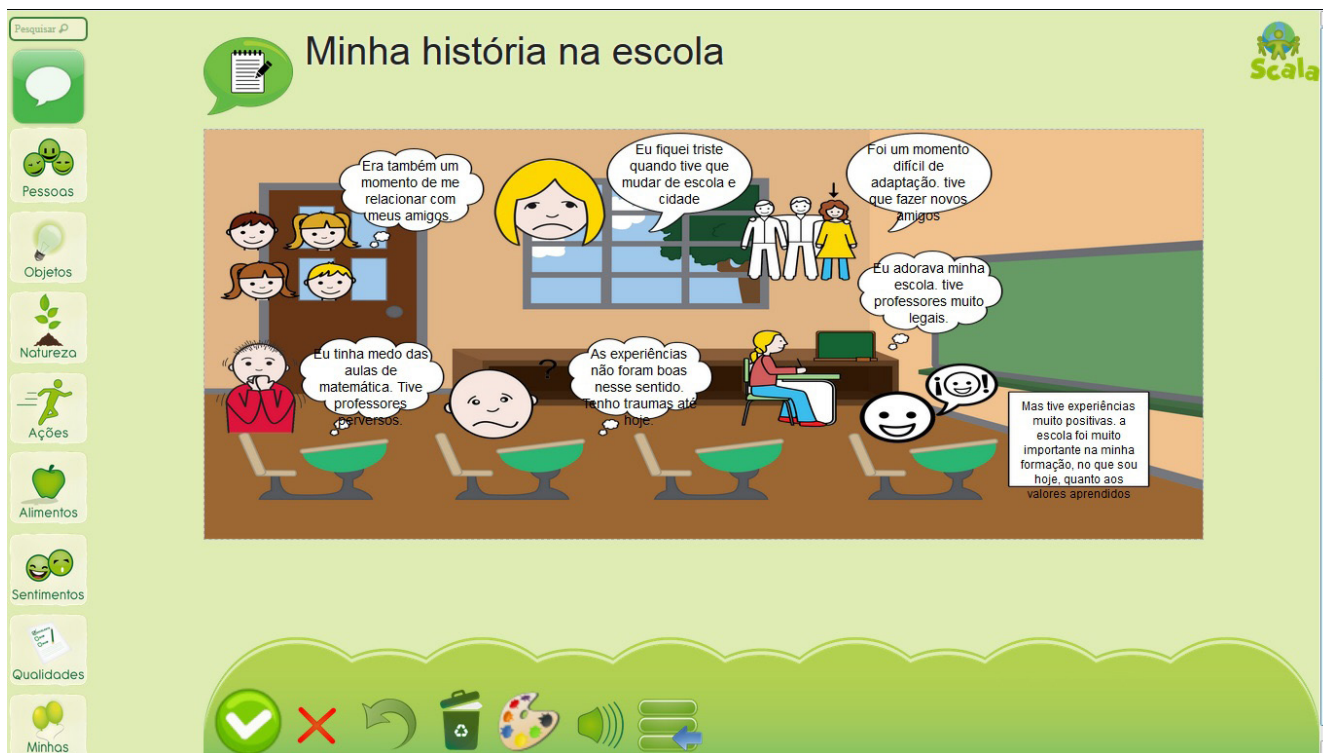 Pesquisar
Minha história na escola
Scala
Pessoas
Objetos
Natureza
Ações
Alimentos
Sentimentos
Qualidades
Minhas
Era também um
momento de me
relacionar com
meus amigos.
Eu fiquei triste
quando tive que
mudar de escola e
cidade
Foi um momento
difícil de
adaptação. tive
que fazer novos
amigos
Eu adorava minha
escola. tive
professores muito
legais.
Eu tinha medo das
aulas de
matemática. Tive
professores
perversos.
?
As experiências
não foram boas
nesse sentido.
Tenho traumas até
hoje.
¡ !
Mas tive experiências
muito positivas. a
escola foi muito
importante na minha
formação, no que sou
hoje, quanto aos
valores aprendidos